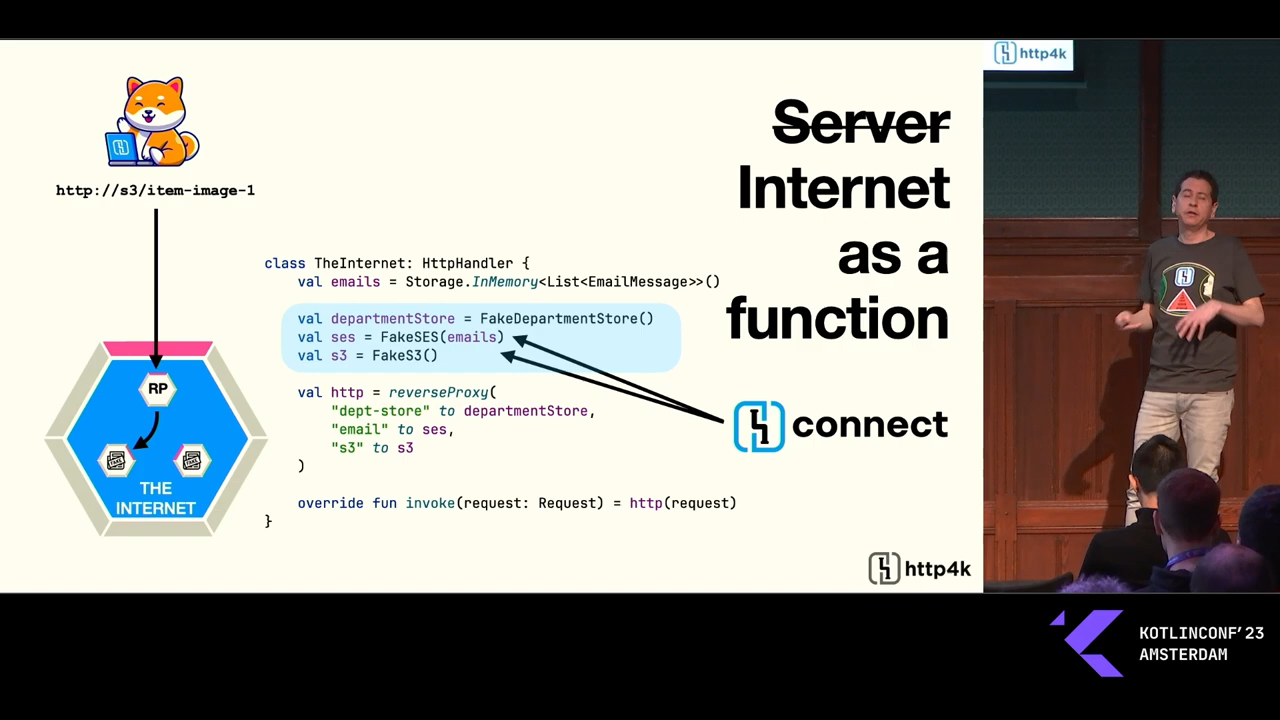 http://s3/item-image-1
Server
Internet
as a
function
class TheInternet: HttpHandler {
val emails = Storage.InMemory<List<EmailMessage>>()
val departmentStore = FakeDepartmentStore()
val ses = FakeSES(emails)
val s3 = FakeS3()
val http = reverseProxy(
"dept-store" to departmentStore,
"email" to ses,
"s3" to s3
)
override fun invoke(request: Request) = http(request)
}
connect
RP
THE
INTERNET
http4k
http4k
KOTLINCONF'23
AMSTERDAM